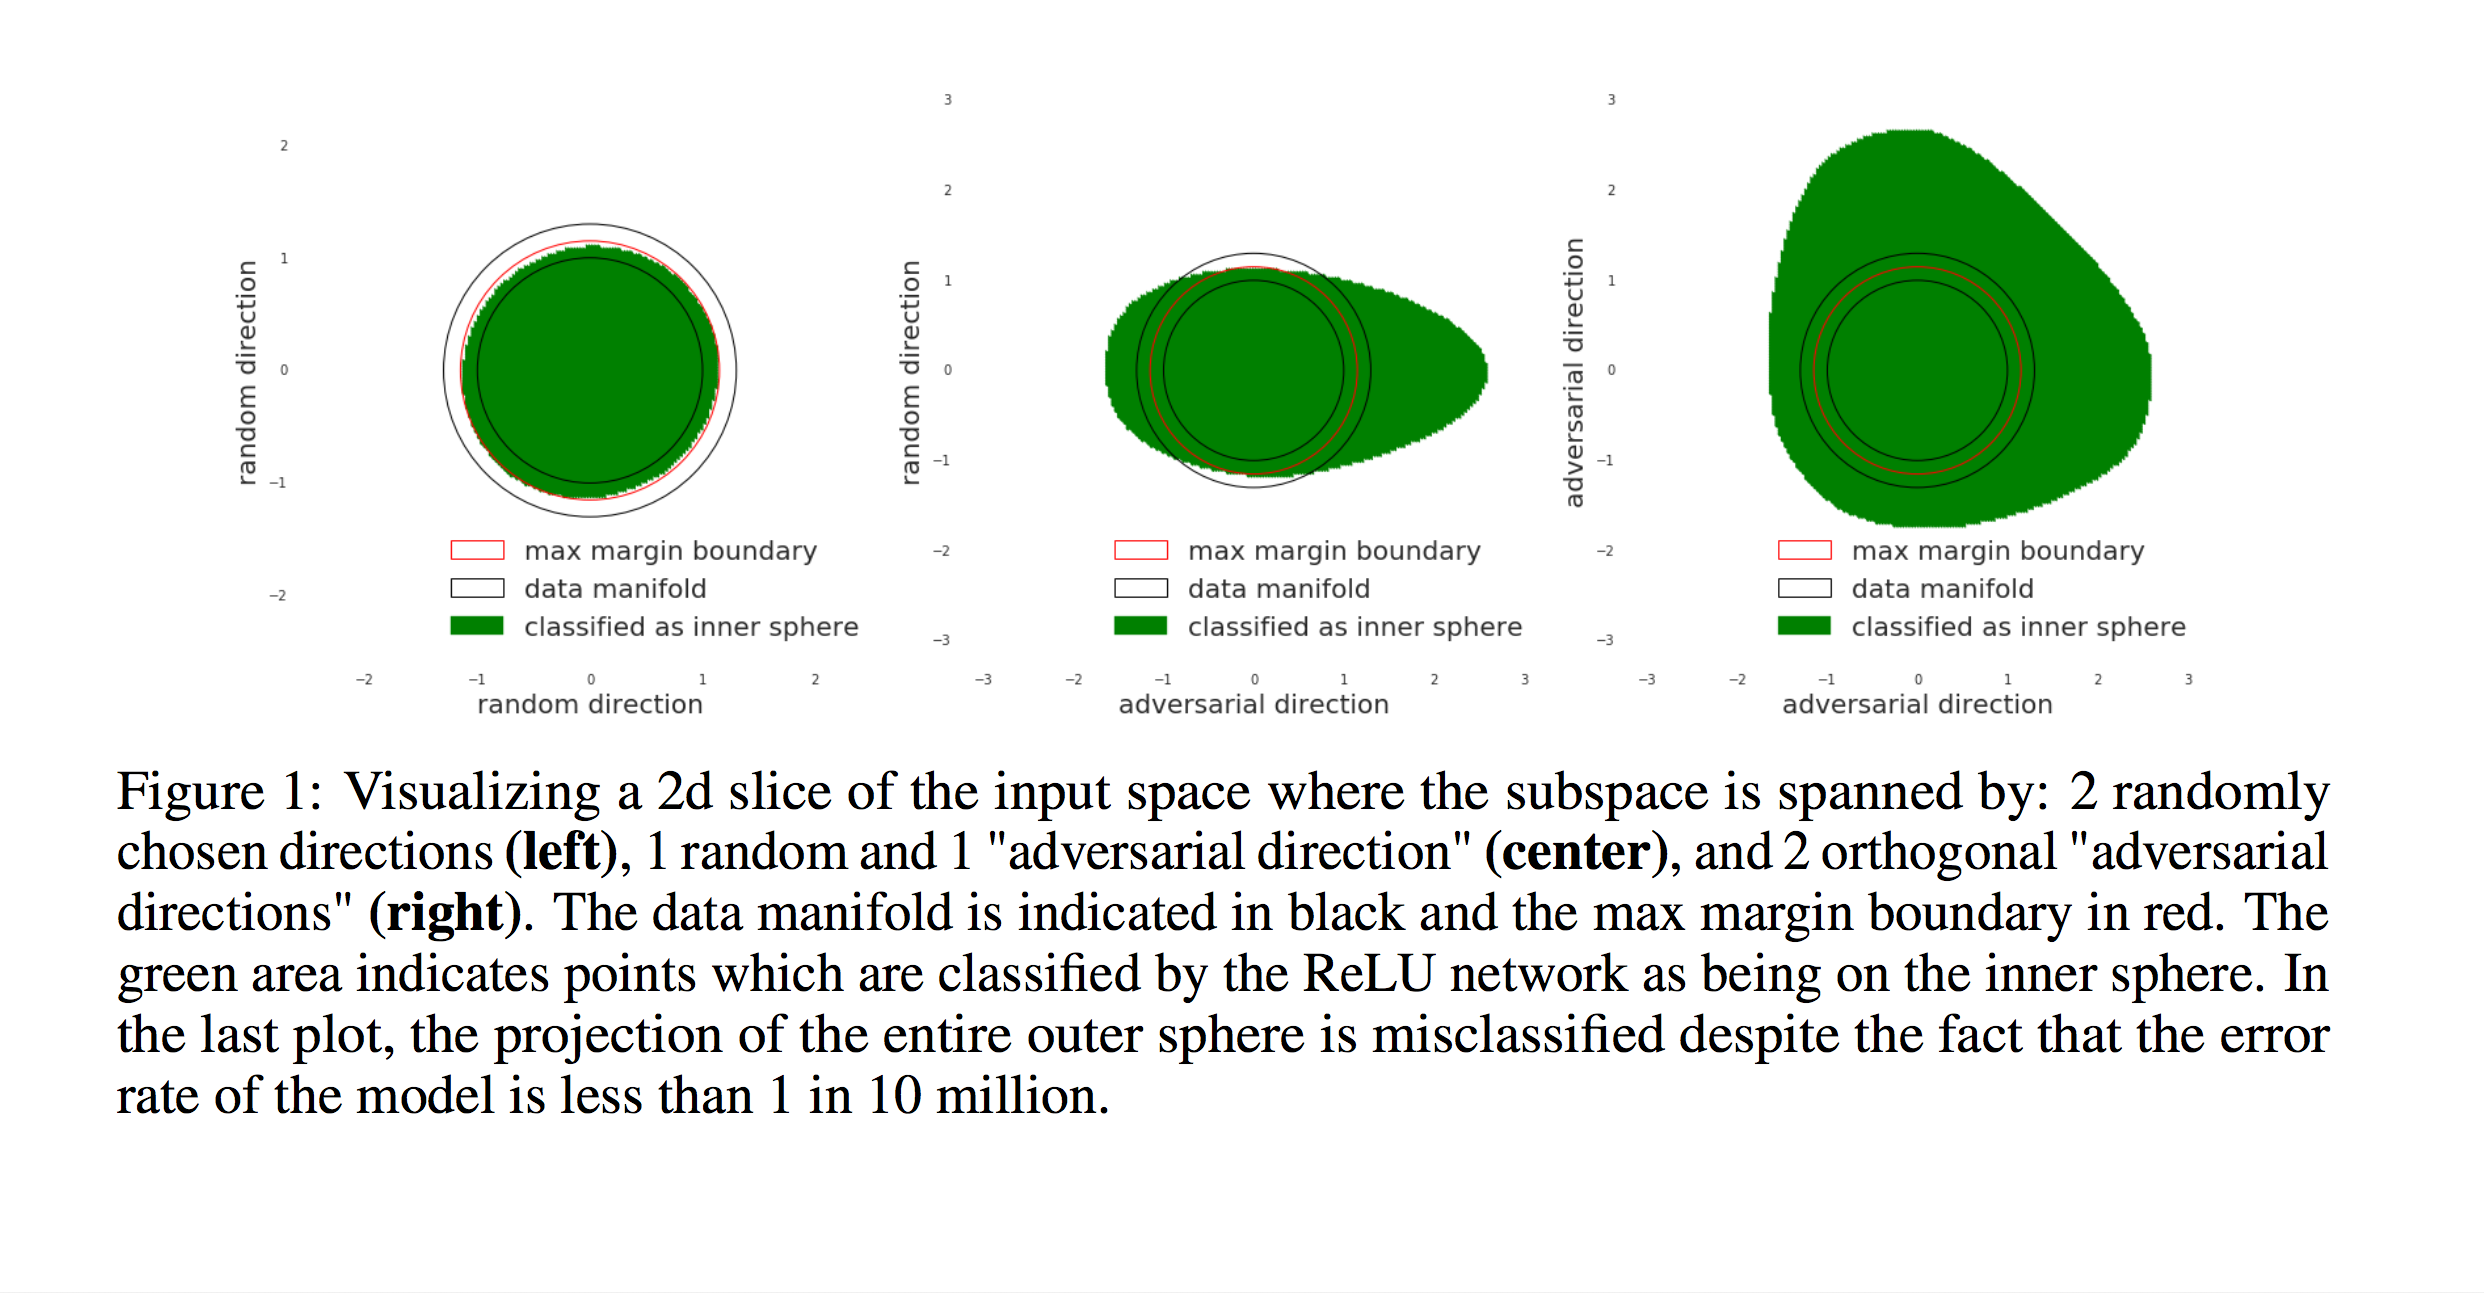 2
1
0
−1
−2
random direction
max margin boundary
data manifold
classified as inner sphere
−2 −1 0 1 2
random direction
3
2
1
0
−1
−2
−3
random direction
max margin boundary
data manifold
classified as inner sphere
−3 −2 −1 0 1 2 3
adversarial direction
3
2
1
0
−1
−2
−3
adversarial direction
max margin boundary
data manifold
classified as inner sphere
−3 −2 −1 0 1 2 3
adversarial direction
Figure 1: Visualizing a 2d slice of the input space where the subspace is spanned by: 2 randomly
chosen directions (left), 1 random and 1 "adversarial direction" (center), and 2 orthogonal "adversarial
directions" (right). The data manifold is indicated in black and the max margin boundary in red. The
green area indicates points which are classified by the ReLU network as being on the inner sphere. In
the last plot, the projection of the entire outer sphere is misclassified despite the fact that the error
rate of the model is less than 1 in 10 million.